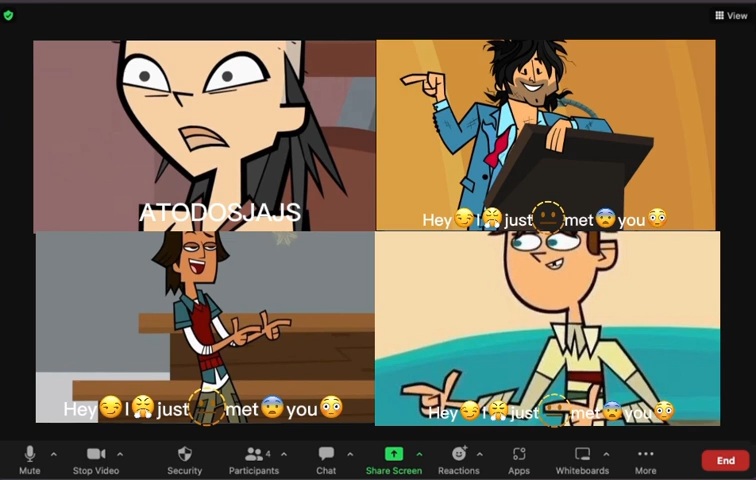 View
ATODOSJAJS
Hey😏I😤just😐met😨you😳
Hey😏I😤just😐met😨you😳
Hey😏I😤just😐met😨you😳
Mute
Stop Video
Security
4
Participants
Chat
Share Screen
Reactions
Apps
Whiteboards
More
End